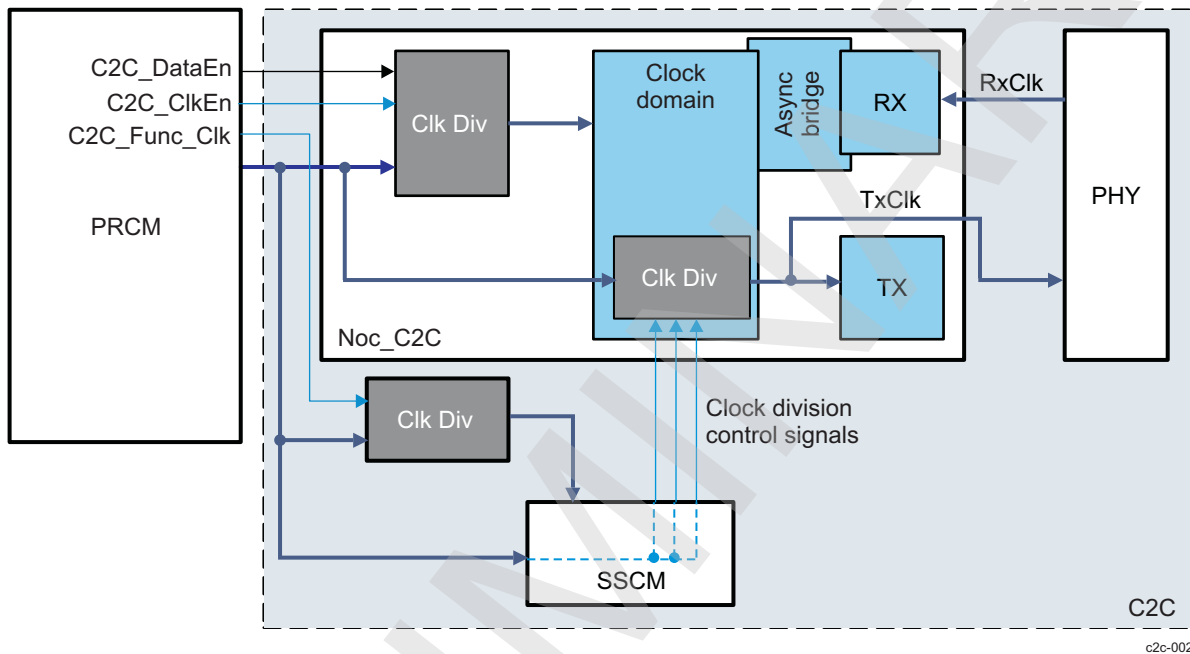 C2C_DataEn
C2C_ClkEn
C2C_Func_Clk
PRCM
Clk Div
Clock
domain
Async
bridge
RX
RxClk
PHY
TxClk
Clk Div
TX
Noc_C2C
Clk Div
Clock division
control signals
SSCM
C2C
c2c-002